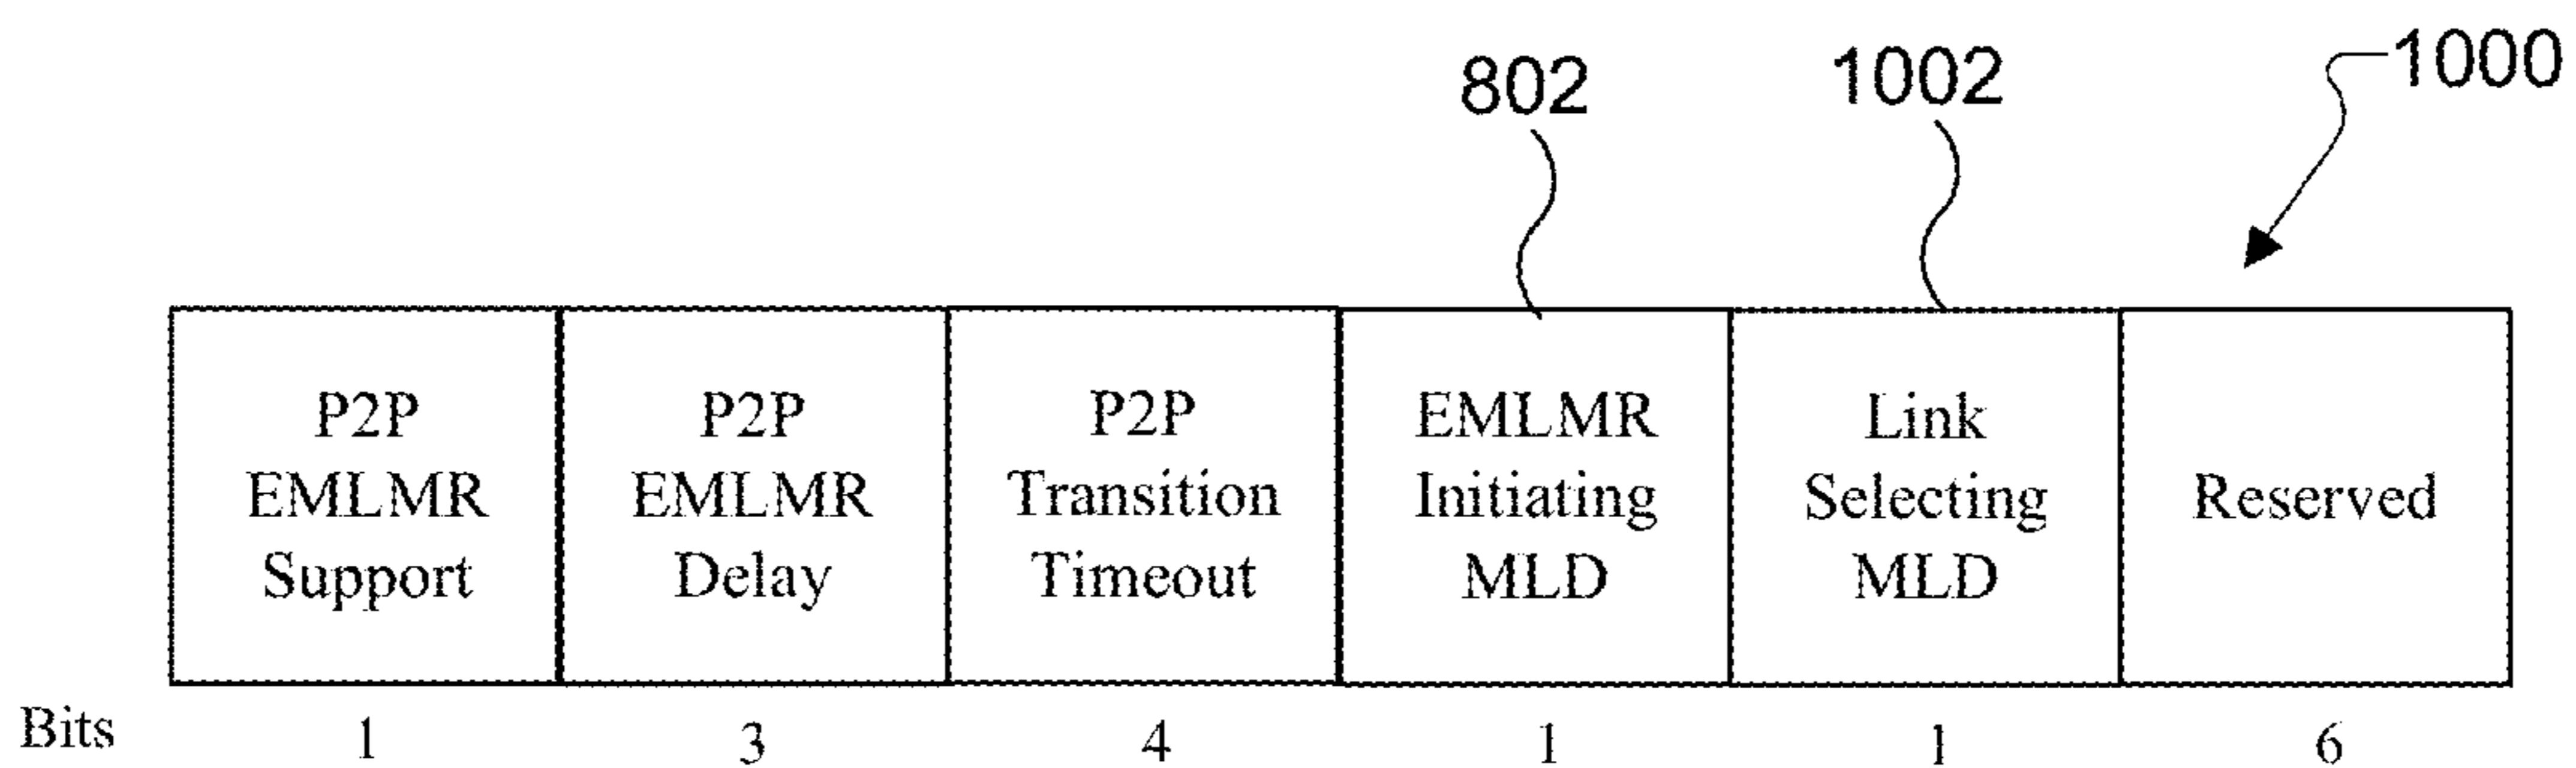 802 1002 1000
P2P EMLMR Support
P2P EMLMR Delay
P2P Transition Timeout
EMLMR Initiating MLD
Link Selecting MLD
Reserved
Bits 1 3 4 1 1 6